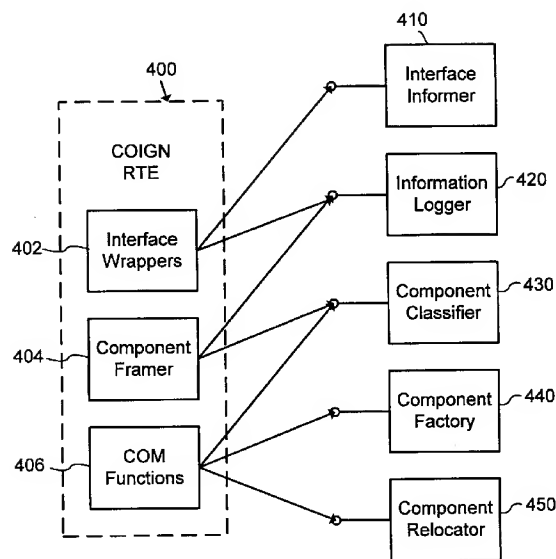 400
COIGN
RTE
402
Interface
Wrappers
404
Component
Framer
406
COM
Functions
410
Interface
Informer
420
Information
Logger
430
Component
Classifier
440
Component
Factory
450
Component
Relocator